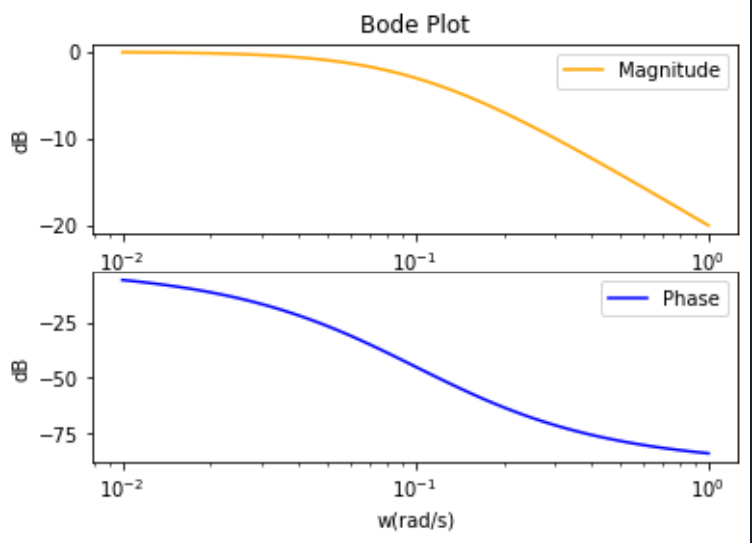 Bode Plot
0
Magnitude
dB
−10
−20
10⁻² 10⁻¹ 10⁰
Phase
−25
dB
−50
−75
10⁻² 10⁻¹ 10⁰
w(rad/s)